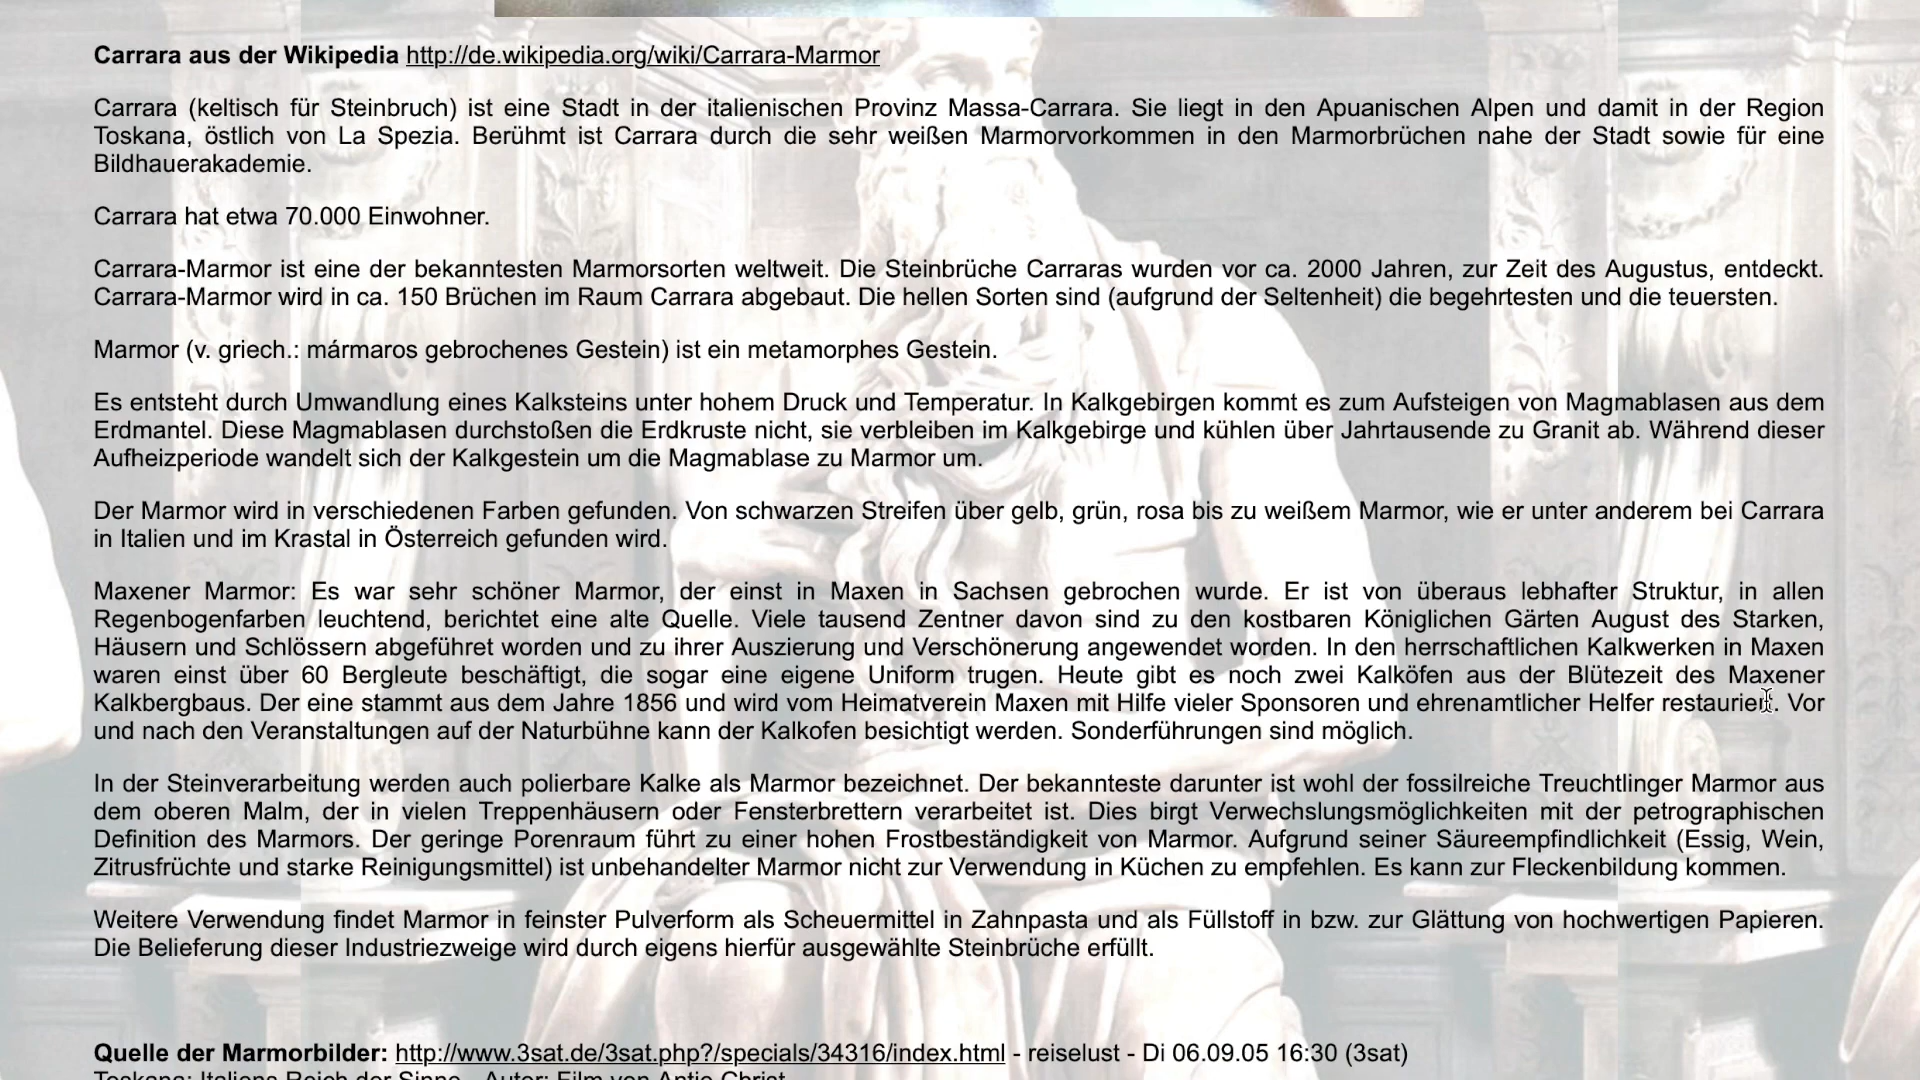 Carrara aus der Wikipedia http://de.wikipedia.org/wiki/Carrara-Marmor
Carrara (keltisch für Steinbruch) ist eine Stadt in der italienischen Provinz Massa-Carrara. Sie liegt in den Apuanischen Alpen und damit in der Region
Toskana, östlich von La Spezia. Berühmt ist Carrara durch die sehr weißen Marmorvorkommen in den Marmorbrüchen nahe der Stadt sowie für eine
Bildhauerakademie.
Carrara hat etwa 70.000 Einwohner.
Carrara-Marmor ist eine der bekanntesten Marmorsorten weltweit. Die Steinbrüche Carraras wurden vor ca. 2000 Jahren, zur Zeit des Augustus, entdeckt.
Carrara-Marmor wird in ca. 150 Brüchen im Raum Carrara abgebaut. Die hellen Sorten sind (aufgrund der Seltenheit) die begehrtesten und die teuersten.
Marmor (v. griech.: mármaros gebrochenes Gestein) ist ein metamorphes Gestein.
Es entsteht durch Umwandlung eines Kalksteins unter hohem Druck und Temperatur. In Kalkgebirgen kommt es zum Aufsteigen von Magmablasen aus dem
Erdmantel. Diese Magmablasen durchstoßen die Erdkruste nicht, sie verbleiben im Kalkgebirge und kühlen über Jahrtausende zu Granit ab. Während dieser
Aufheizperiode wandelt sich der Kalkgestein um die Magmablase zu Marmor um.
Der Marmor wird in verschiedenen Farben gefunden. Von schwarzen Streifen über gelb, grün, rosa bis zu weißem Marmor, wie er unter anderem bei Carrara
in Italien und im Krastal in Österreich gefunden wird.
Maxener Marmor: Es war sehr schöner Marmor, der einst in Maxen in Sachsen gebrochen wurde. Er ist von überaus lebhafter Struktur, in allen
Regenbogenfarben leuchtend, berichtet eine alte Quelle. Viele tausend Zentner davon sind zu den kostbaren Königlichen Gärten August des Starken,
Häusern und Schlössern abgeführet worden und zu ihrer Auszierung und Verschönerung angewendet worden. In den herrschaftlichen Kalkwerken in Maxen
waren einst über 60 Bergleute beschäftigt, die sogar eine eigene Uniform trugen. Heute gibt es noch zwei Kalköfen aus der Blütezeit des Maxener
Kalkbergbaus. Der eine stammt aus dem Jahre 1856 und wird vom Heimatverein Maxen mit Hilfe vieler Sponsoren und ehrenamtlicher Helfer restauriert. Vor
und nach den Veranstaltungen auf der Naturbühne kann der Kalkofen besichtigt werden. Sonderführungen sind möglich.
In der Steinverarbeitung werden auch polierbare Kalke als Marmor bezeichnet. Der bekannteste darunter ist wohl der fossilreiche Treuchtlinger Marmor aus
dem oberen Malm, der in vielen Treppenhäusern oder Fensterbrettern verarbeitet ist. Dies birgt Verwechslungsmöglichkeiten mit der petrographischen
Definition des Marmors. Der geringe Porenraum führt zu einer hohen Frostbeständigkeit von Marmor. Aufgrund seiner Säureempfindlichkeit (Essig, Wein,
Zitrusfrüchte und starke Reinigungsmittel) ist unbehandelter Marmor nicht zur Verwendung in Küchen zu empfehlen. Es kann zur Fleckenbildung kommen.
Weitere Verwendung findet Marmor in feinster Pulverform als Scheuermittel in Zahnpasta und als Füllstoff in bzw. zur Glättung von hochwertigen Papieren.
Die Belieferung dieser Industriezweige wird durch eigens hierfür ausgewählte Steinbrüche erfüllt.
Quelle der Marmorbilder: http://www.3sat.de/3sat.php?/specials/34316/index.html - reiselust - Di 06.09.05 16:30 (3sat)
Toskana: Italiens Reich der Sinne - Autor: Film von Antje Christ